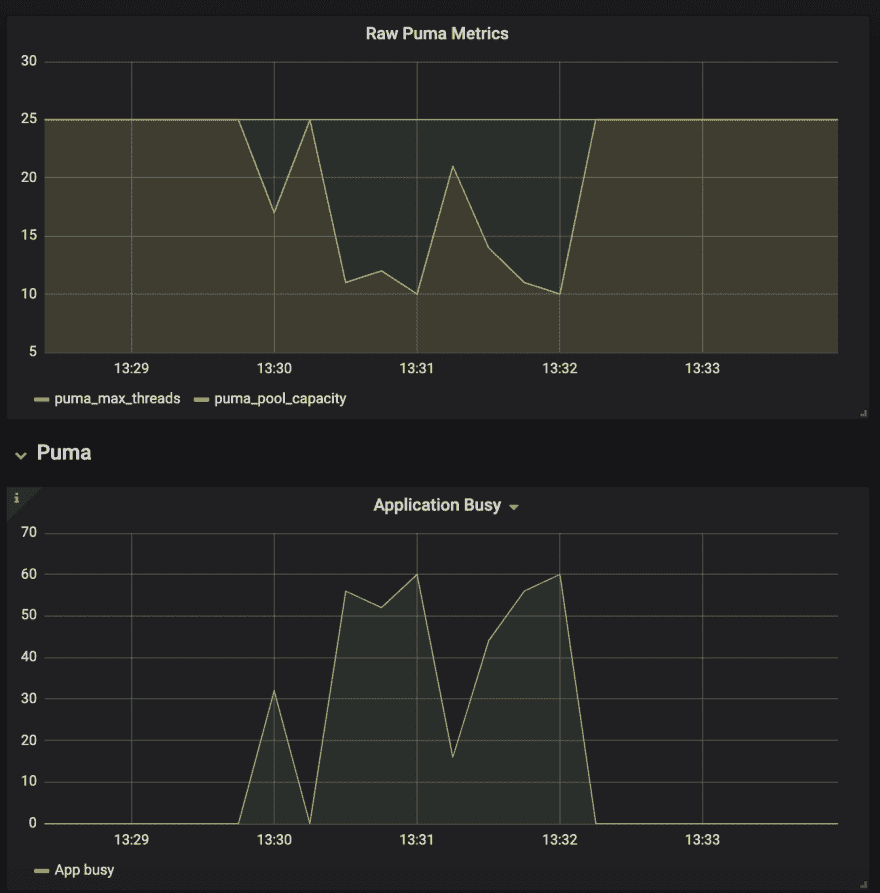 Raw Puma Metrics
30
25
20
15
10
5
13:29 13:30 13:31 13:32 13:33
puma_max_threads puma_pool_capacity
Puma
i
Application Busy
70
60
50
40
30
20
10
0
13:29 13:30 13:31 13:32 13:33
App busy